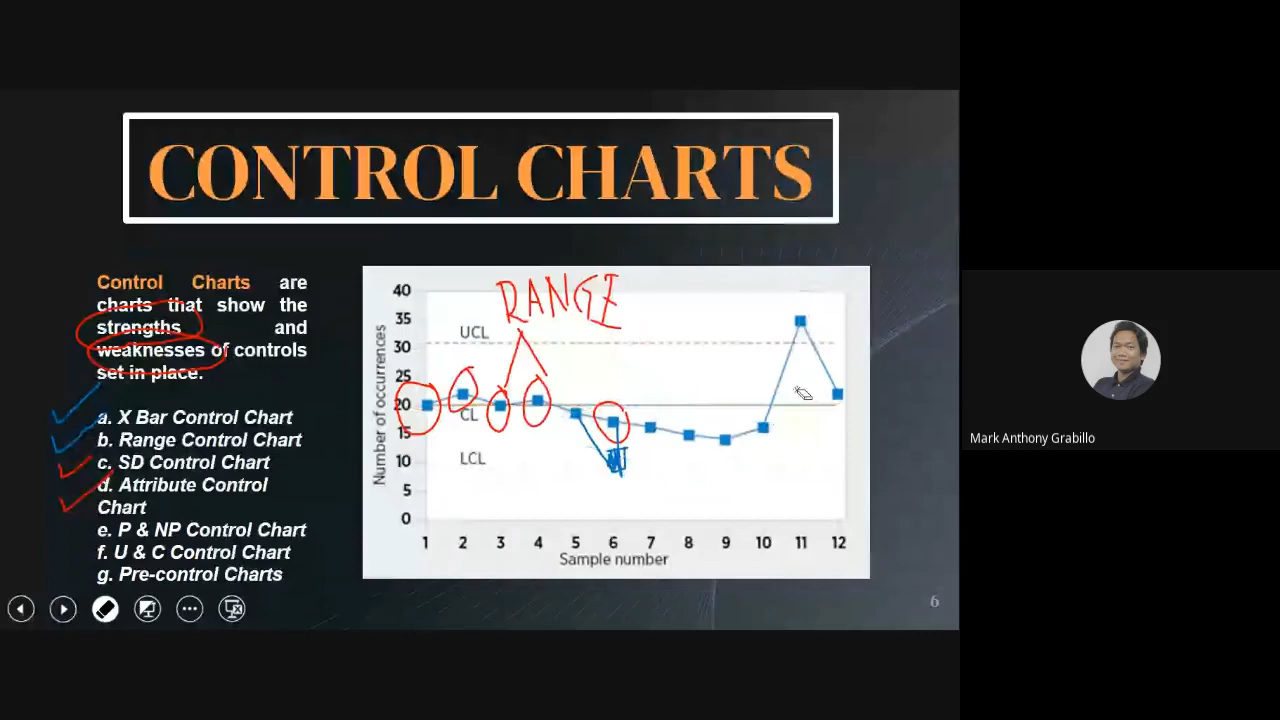 CONTROL CHARTS
Control Charts are
charts that show the
strengths and
weaknesses of controls
set in place.
a. X Bar Control Chart
b. Range Control Chart
c. SD Control Chart
d. Attribute Control
Chart
e. P & NP Control Chart
f. U & C Control Chart
g. Pre-control Charts
RANGE
Number of occurrences
40
35
30
25
20
15
10
5
0
UCL
CL
LCL
1 2 3 4 5 6 7 8 9 10 11 12
Sample number
6
Mark Anthony Grabillo